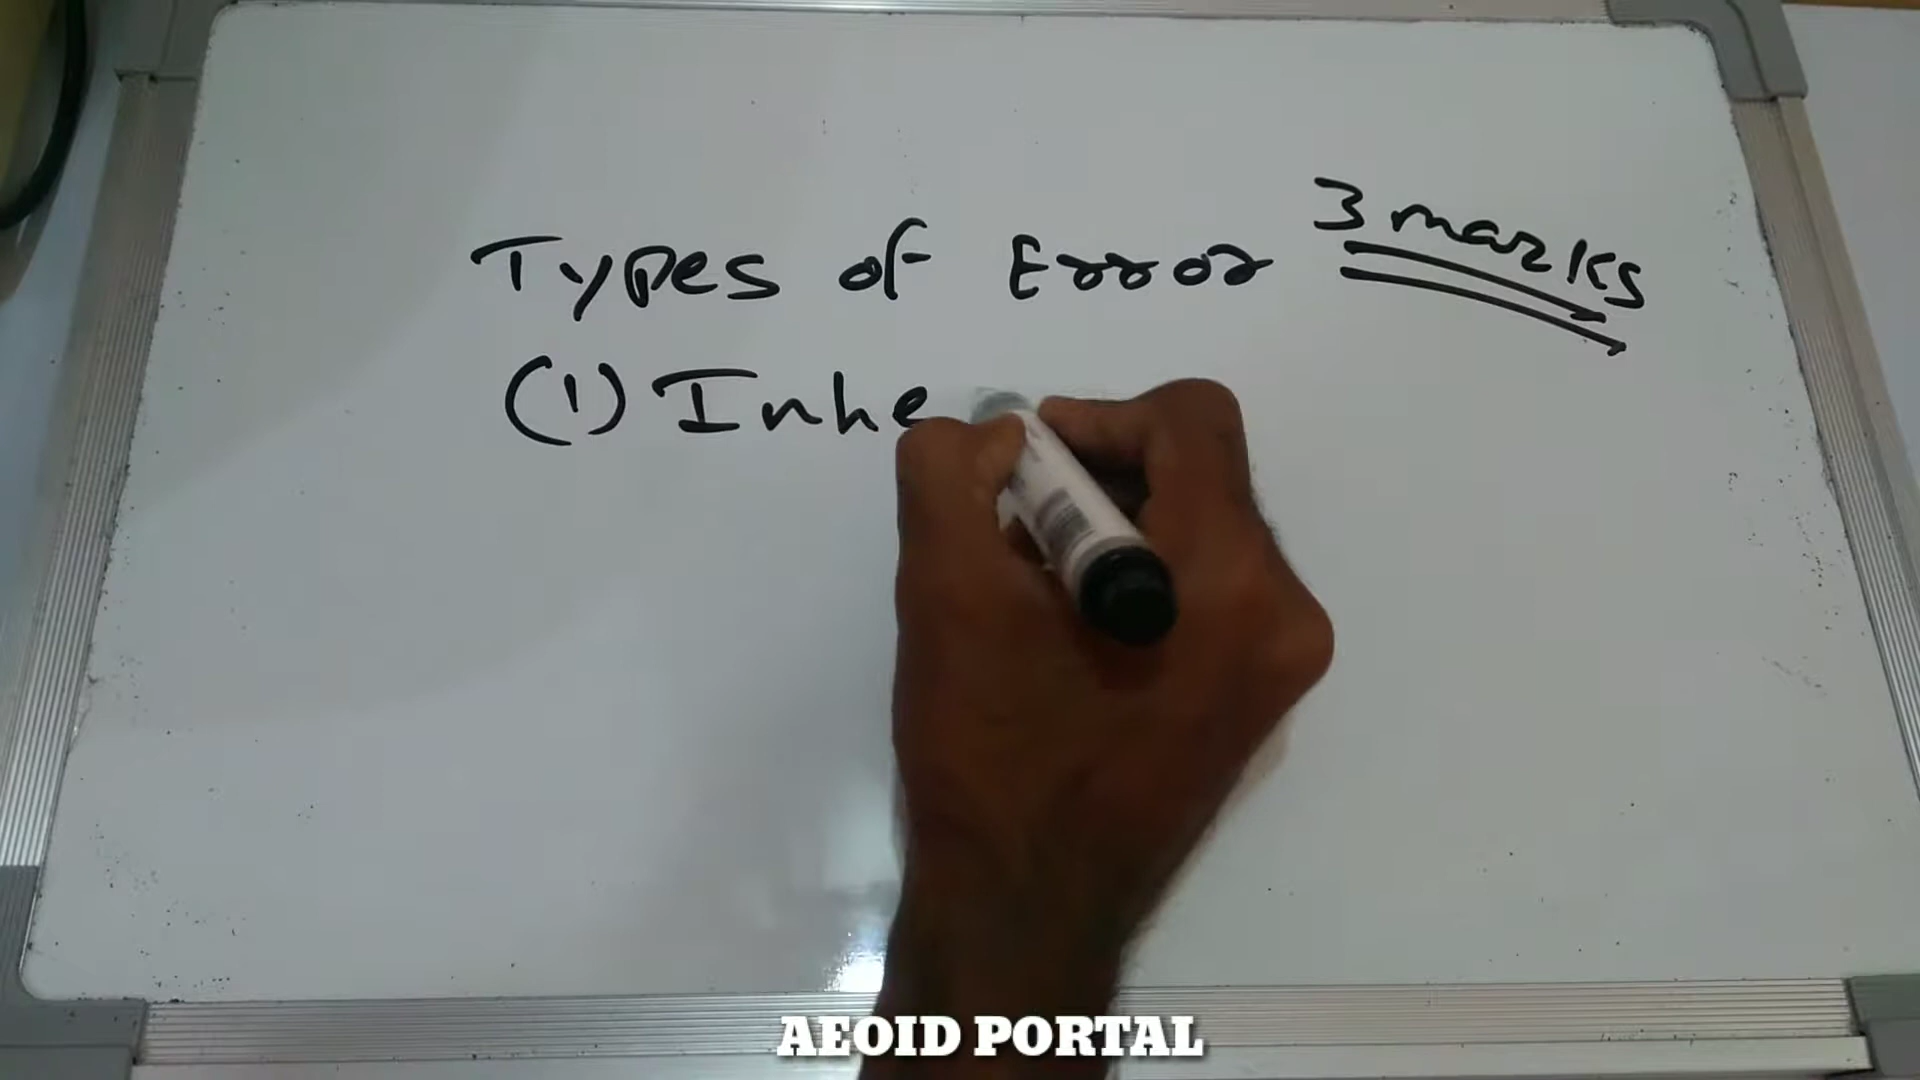 Types of Error 3 marks
(1) Inhe
AEOID PORTAL